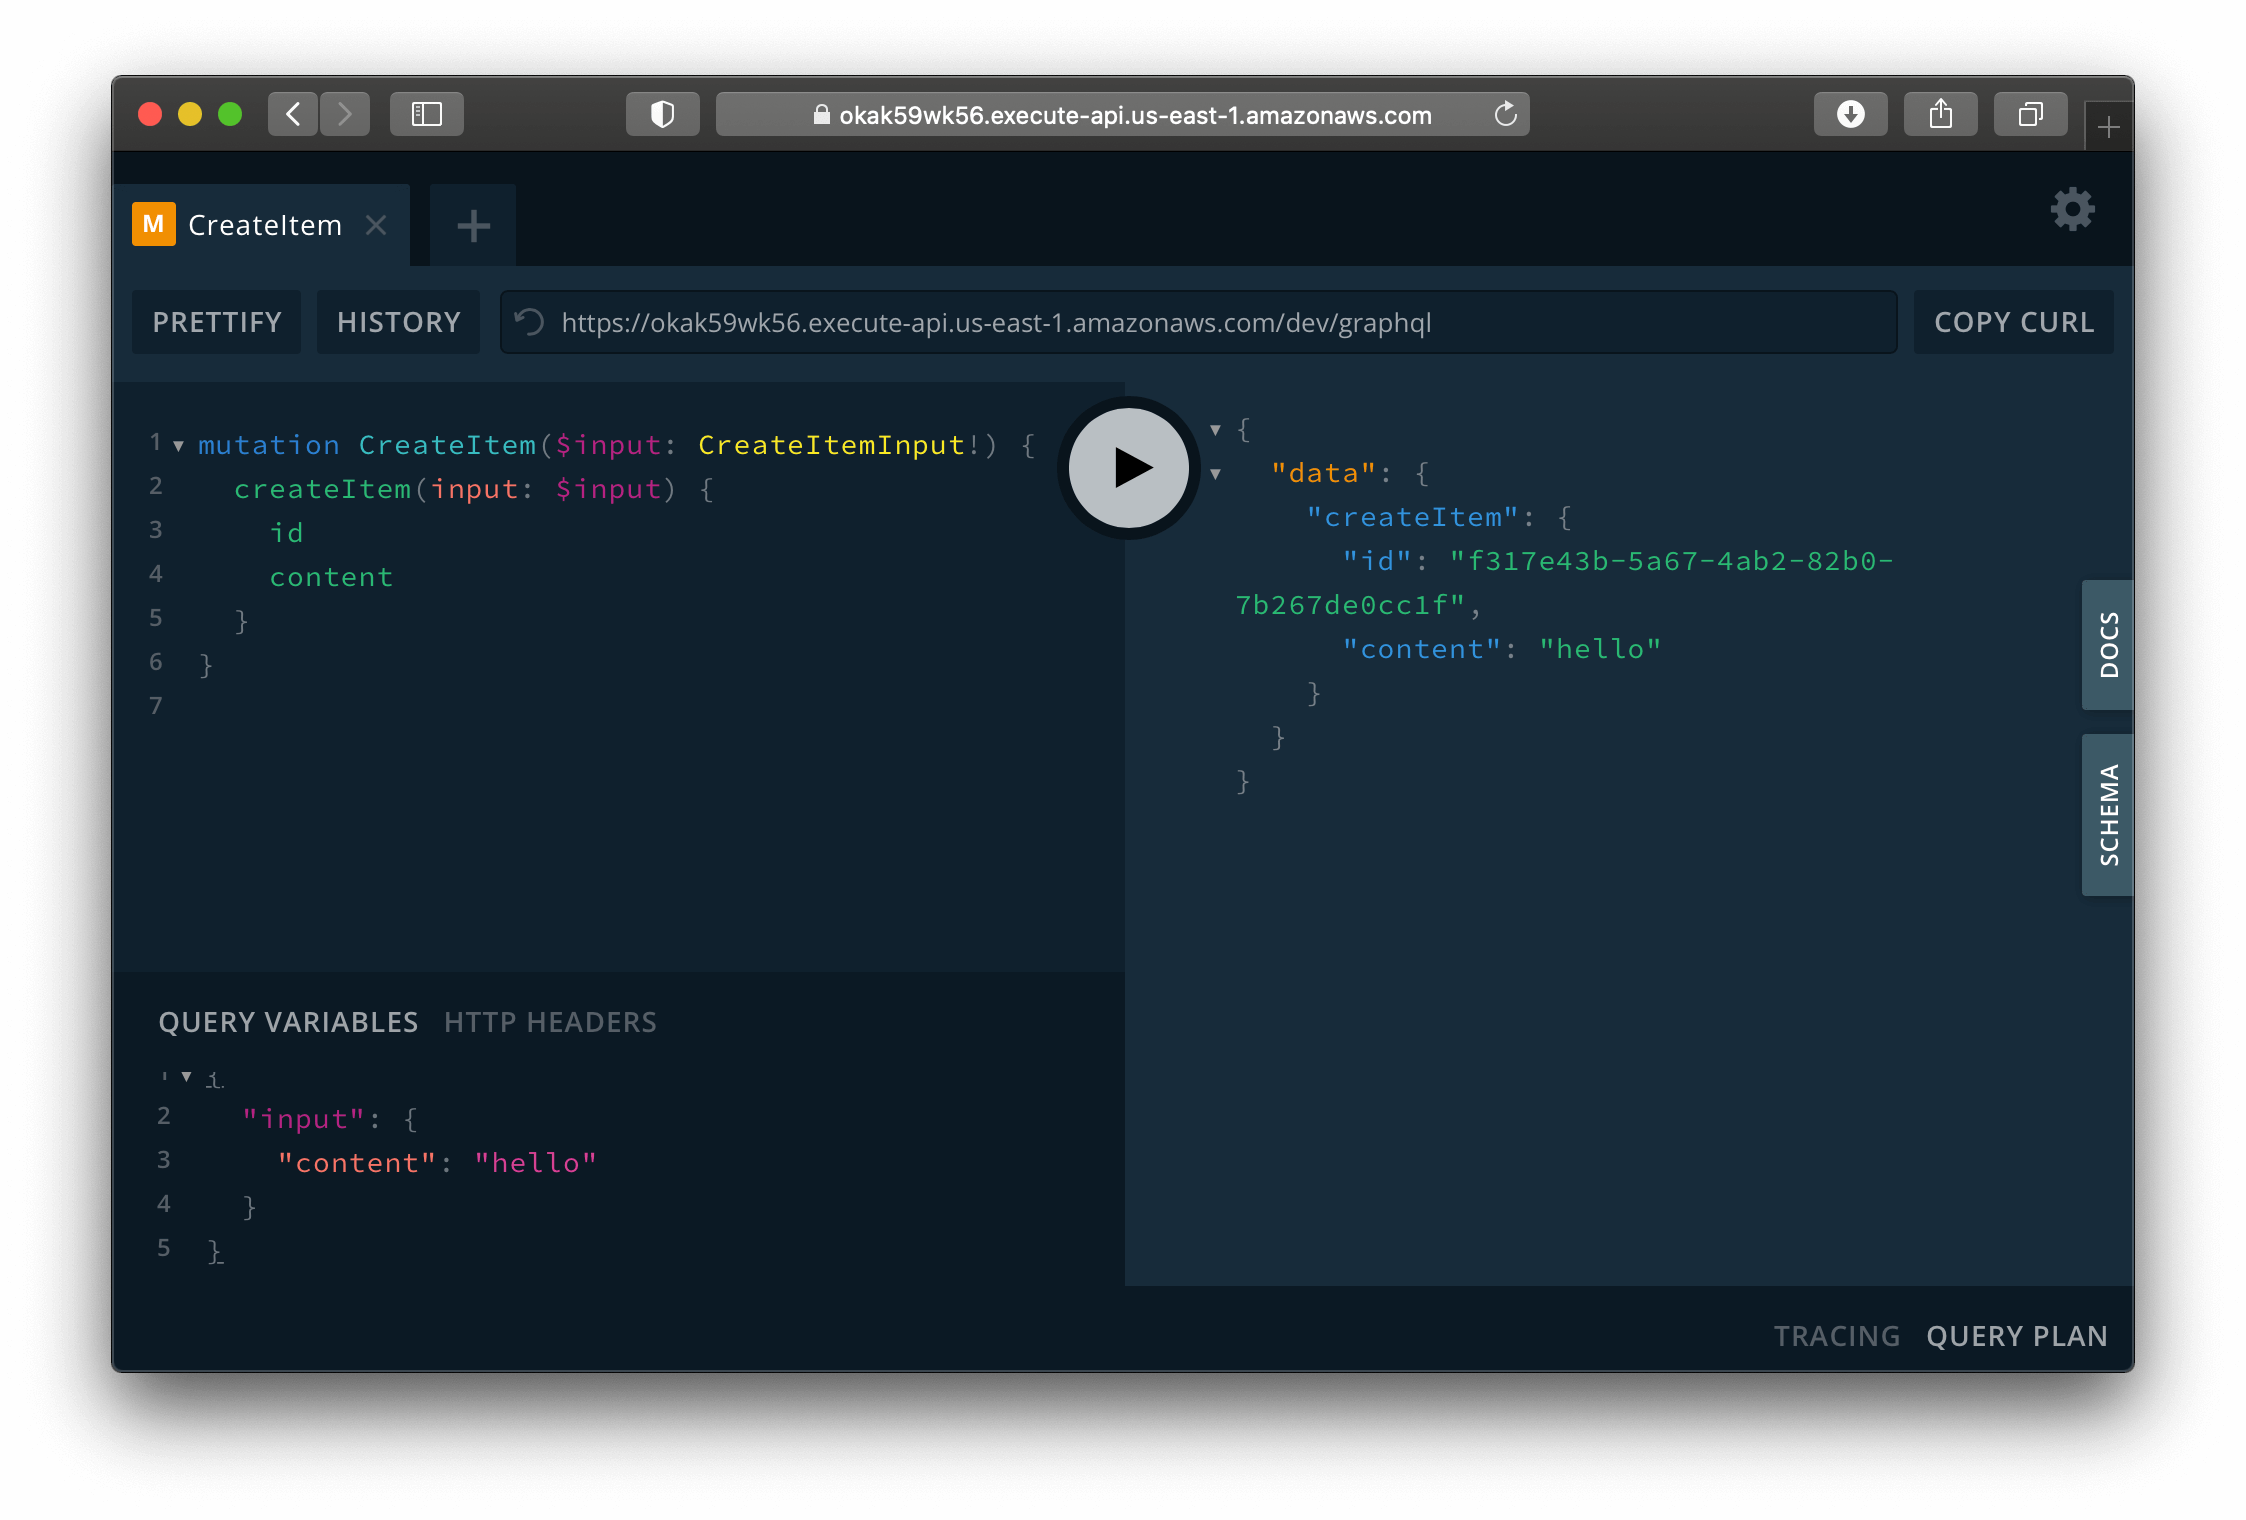 okak59wk56.execute-api.us-east-1.amazonaws.com
M CreateItem
PRETTIFY HISTORY https://okak59wk56.execute-api.us-east-1.amazonaws.com/dev/graphql COPY CURL
1 mutation CreateItem($input: CreateItemInput!) {
2 createItem(input: $input) {
3 id
4 content
5 }
6 }
7
QUERY VARIABLES HTTP HEADERS
{
2 "input": {
3 "content": "hello"
4 }
5 }
{
"data": {
"createItem": {
"id": "f317e43b-5a67-4ab2-82b0-
7b267de0cc1f",
"content": "hello"
}
}
}
DOCS
SCHEMA
TRACING QUERY PLAN